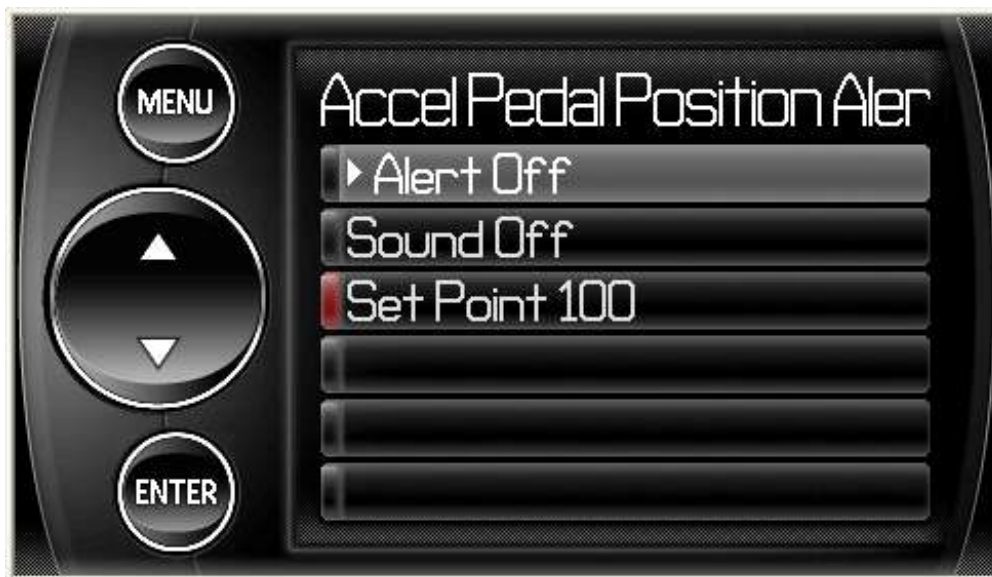 MENU
Accel Pedal Position Aler
Alert Off
Sound Off
Set Point 100
ENTER